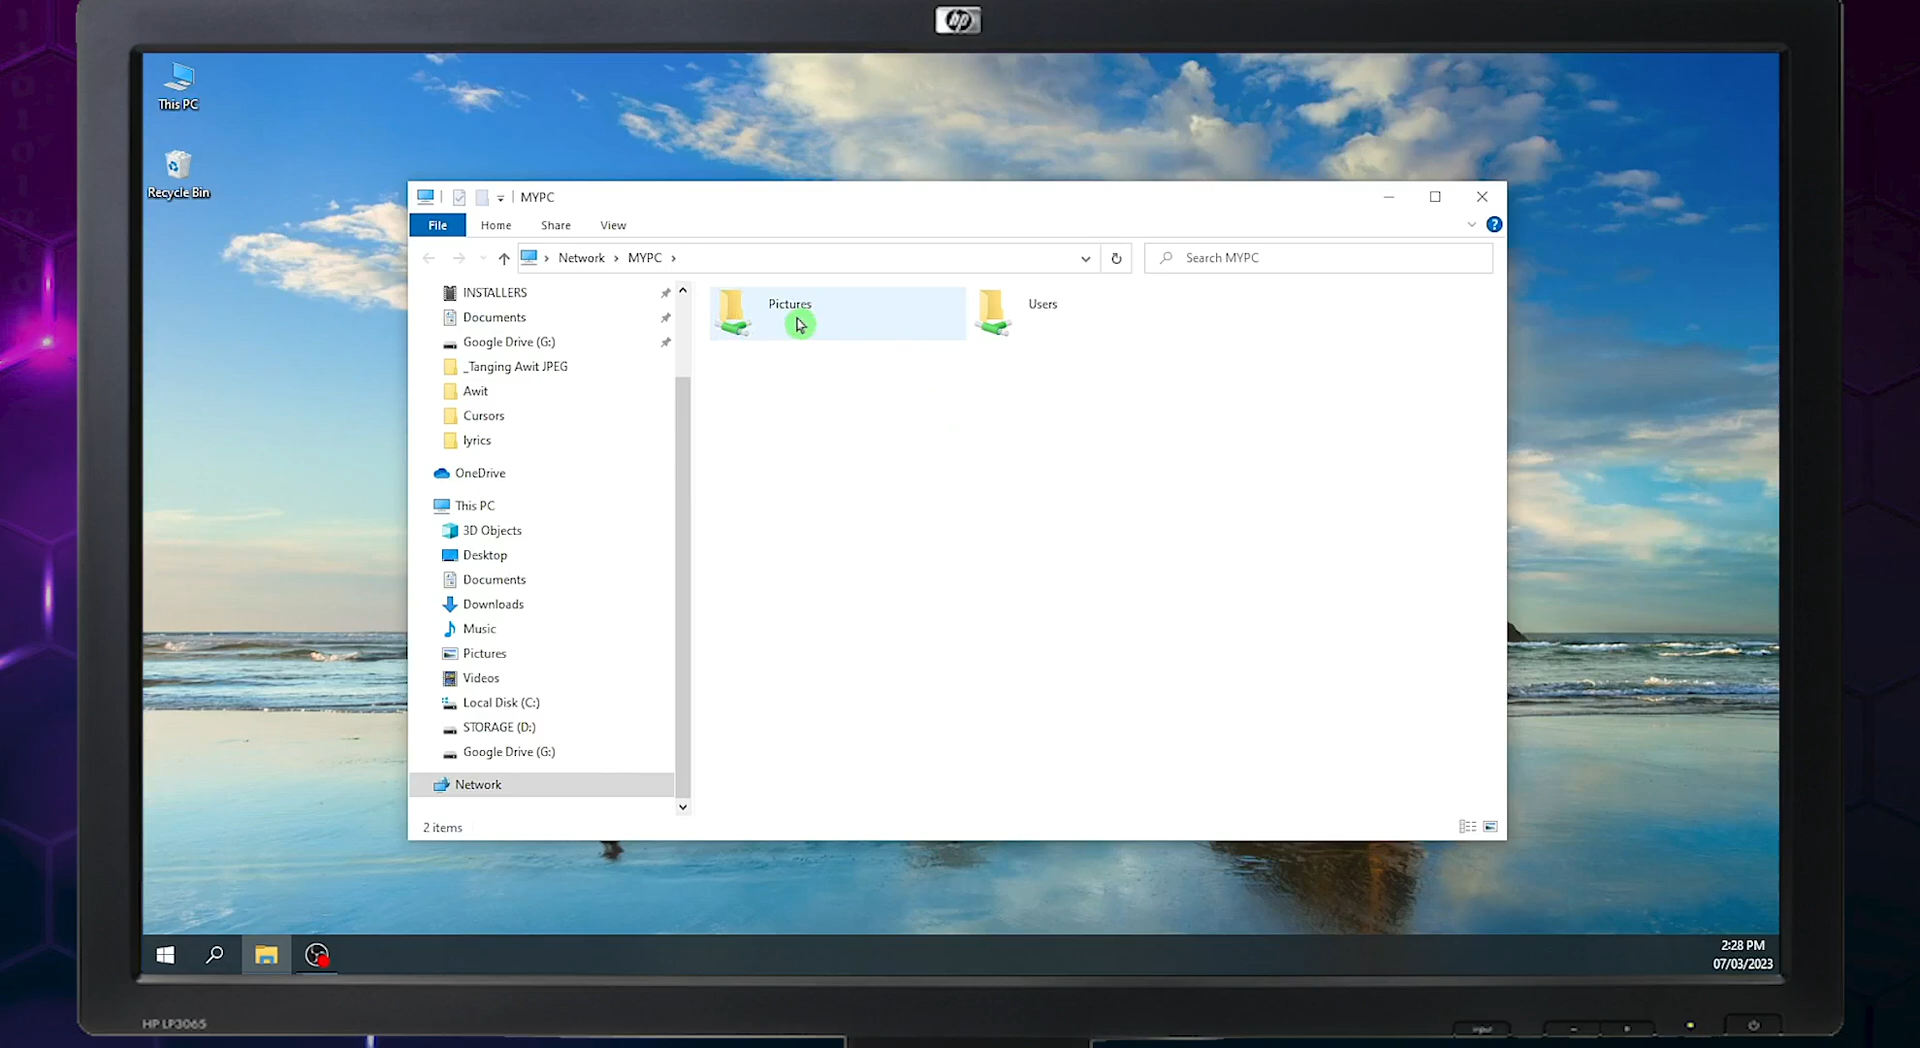 hp
This PC
Recycle Bin
MYPC
File Home Share View
Network MYPC
Search MYPC
INSTALLERS
Documents
Google Drive (G:)
_Tanging Awit JPEG
Awit
Cursors
lyrics
OneDrive
This PC
3D Objects
Desktop
Documents
Downloads
Music
Pictures
Videos
Local Disk (C:)
STORAGE (D:)
Google Drive (G:)
Network
Pictures
Users
2 items
2:28 PM
07/03/2023
HP LP3065
input